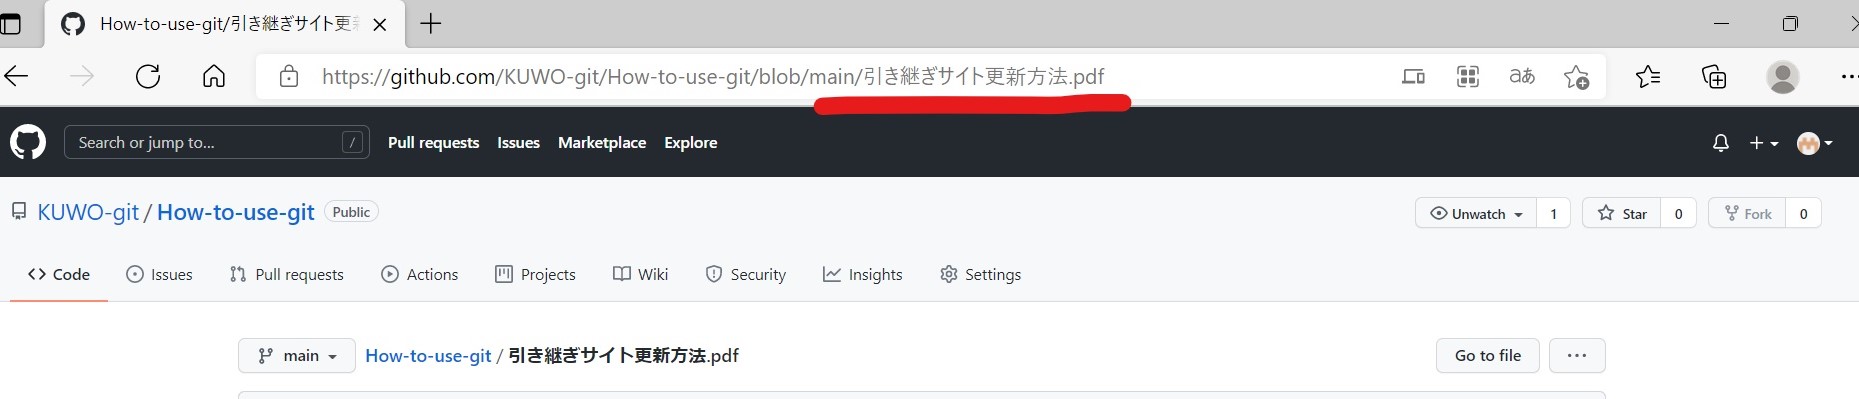 How-to-use-git/引き継ぎサイト更
https://github.com/KUWO-git/How-to-use-git/blob/main/引き継ぎサイト更新方法.pdf
aあ
Search or jump to... /
Pull requests Issues Marketplace Explore
KUWO-git / How-to-use-git Public
Unwatch 1 Star 0 Fork 0
Code Issues Pull requests Actions Projects Wiki Security Insights Settings
main How-to-use-git / 引き継ぎサイト更新方法.pdf Go to file ...